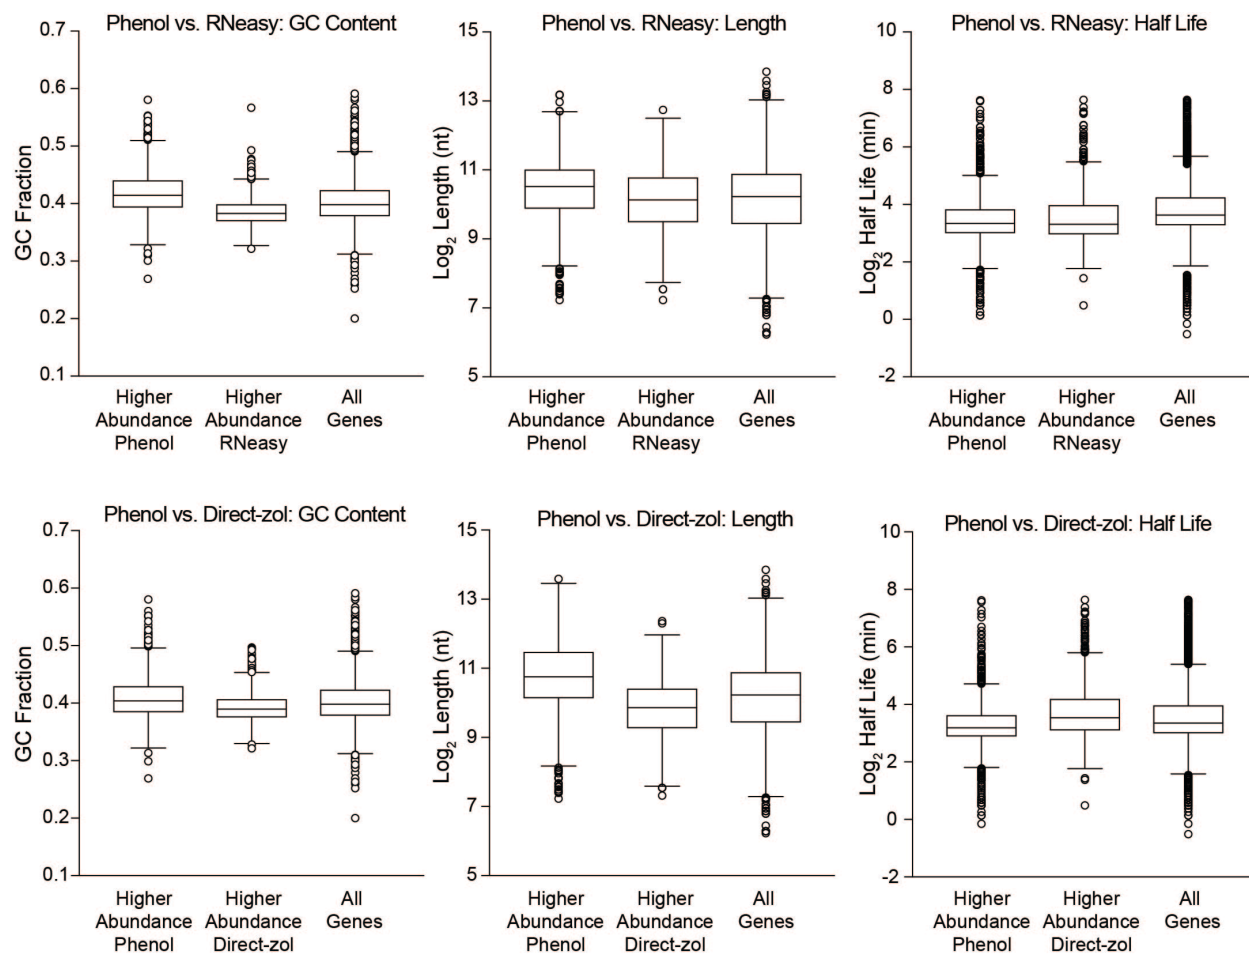 Phenol vs. RNeasy: GC Content
GC Fraction
0.7
0.6
0.5
0.4
0.3
0.2
0.1
Higher
Abundance
Phenol
Higher
Abundance
RNeasy
All
Genes
Phenol vs. RNeasy: Length
Log₂ Length (nt)
15
13
11
9
7
5
Higher
Abundance
Phenol
Higher
Abundance
RNeasy
All
Genes
Phenol vs. RNeasy: Half Life
Log₂ Half Life (min)
10
8
6
4
2
0
-2
Higher
Abundance
Phenol
Higher
Abundance
RNeasy
All
Genes
Phenol vs. Direct-zol: GC Content
GC Fraction
0.7
0.6
0.5
0.4
0.3
0.2
0.1
Higher
Abundance
Phenol
Higher
Abundance
Direct-zol
All
Genes
Phenol vs. Direct-zol: Length
Log₂ Length (nt)
15
13
11
9
7
5
Higher
Abundance
Phenol
Higher
Abundance
Direct-zol
All
Genes
Phenol vs. Direct-zol: Half Life
Log₂ Half Life (min)
10
8
6
4
2
0
-2
Higher
Abundance
Phenol
Higher
Abundance
Direct-zol
All
Genes